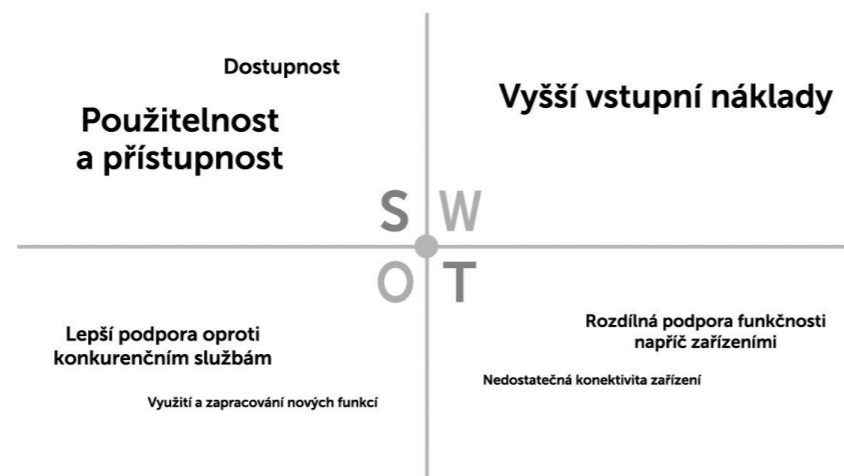 Dostupnost
Použitelnost
a přístupnost
Vyšší vstupní náklady
S W
O T
Lepší podpora oproti
konkurenčním službám
Využití a zapracování nových funkcí
Rozdílná podpora funkčnosti
napříč zařízeními
Nedostatečná konektivita zařízení